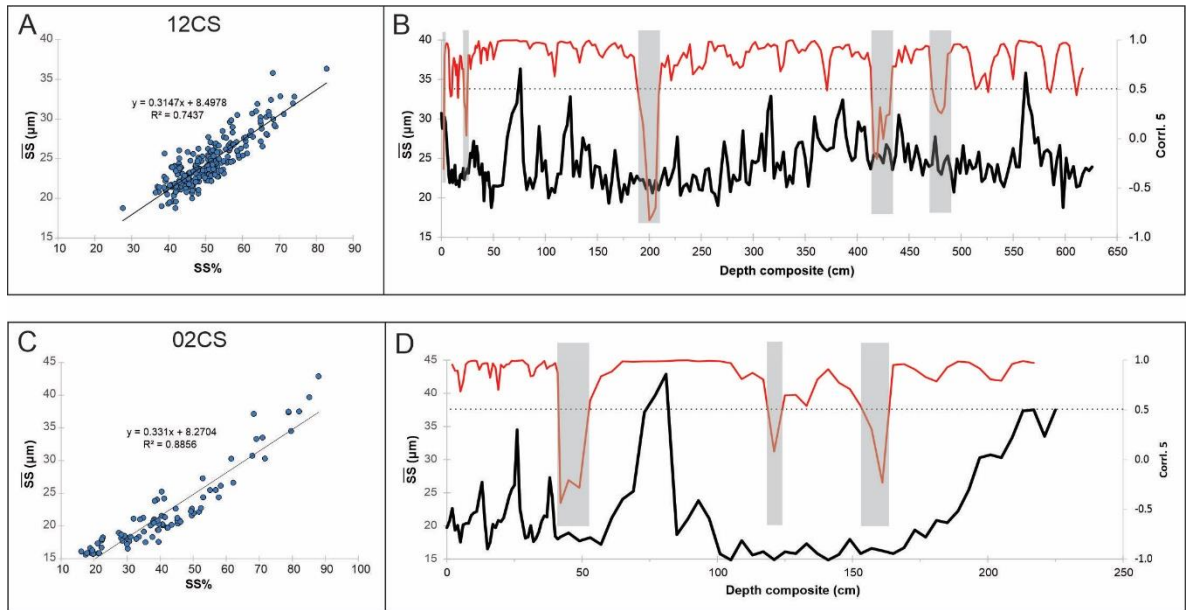 A
12CS
40
35
30
25
20
15
SS (µm)
y = 0.3147x + 8.4978
R² = 0.7437
10 20 30 40 50 60 70 80 90
SS%
B
40
35
30
25
20
15
SS (µm)
1.0
0.5
0.0
-0.5
-1.0
Corrl. 5
0 50 100 150 200 250 300 350 400 450 500 550 600 650
Depth composite (cm)
C
02CS
45
40
35
30
25
20
15
SS (µm)
y = 0.331x + 8.2704
R² = 0.8856
10 20 30 40 50 60 70 80 90 100
SS%
D
45
40
35
30
25
20
15
SS (µm)
1.0
0.5
0.0
-0.5
-1.0
Corrl. 5
0 50 100 150 200 250
Depth composite (cm)